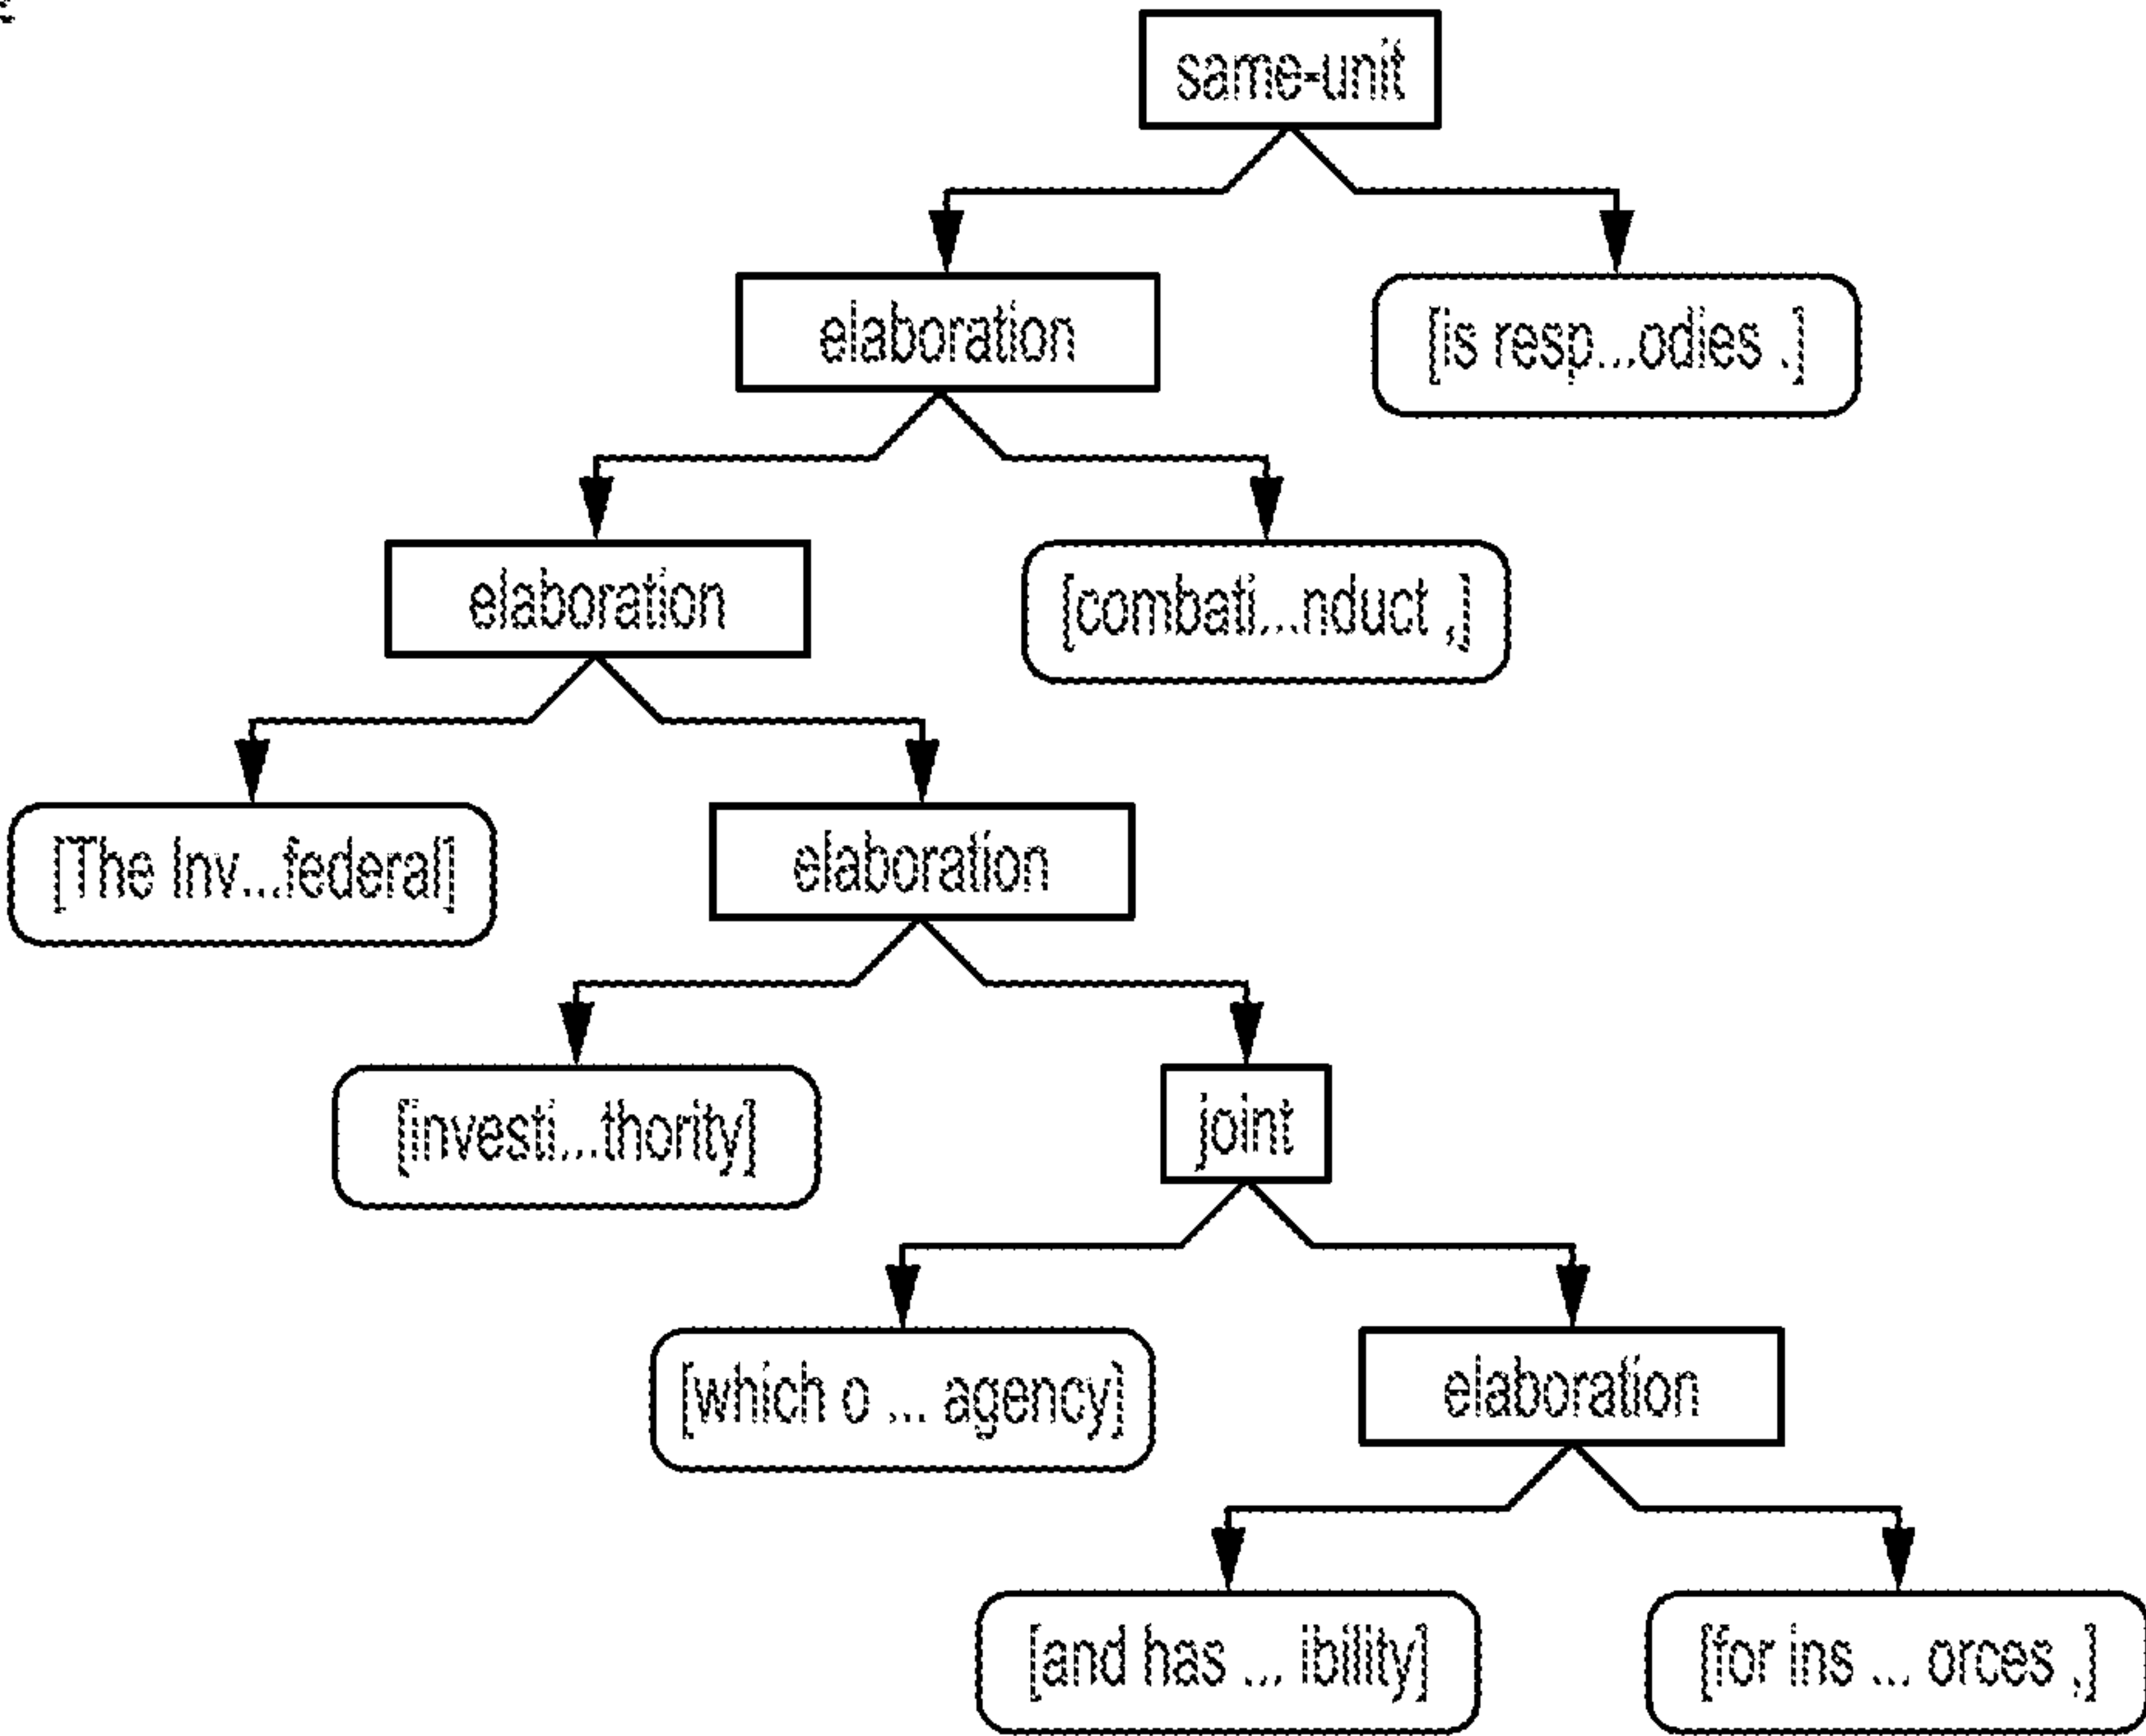 same-unit
elaboration
[is resp...odies .]
elaboration
[combati...nduct ,]
[The Inv...federal]
elaboration
[investi...thority]
joint
[which o ... agency]
elaboration
[and has ... ibility]
[for ins ... orces ,]